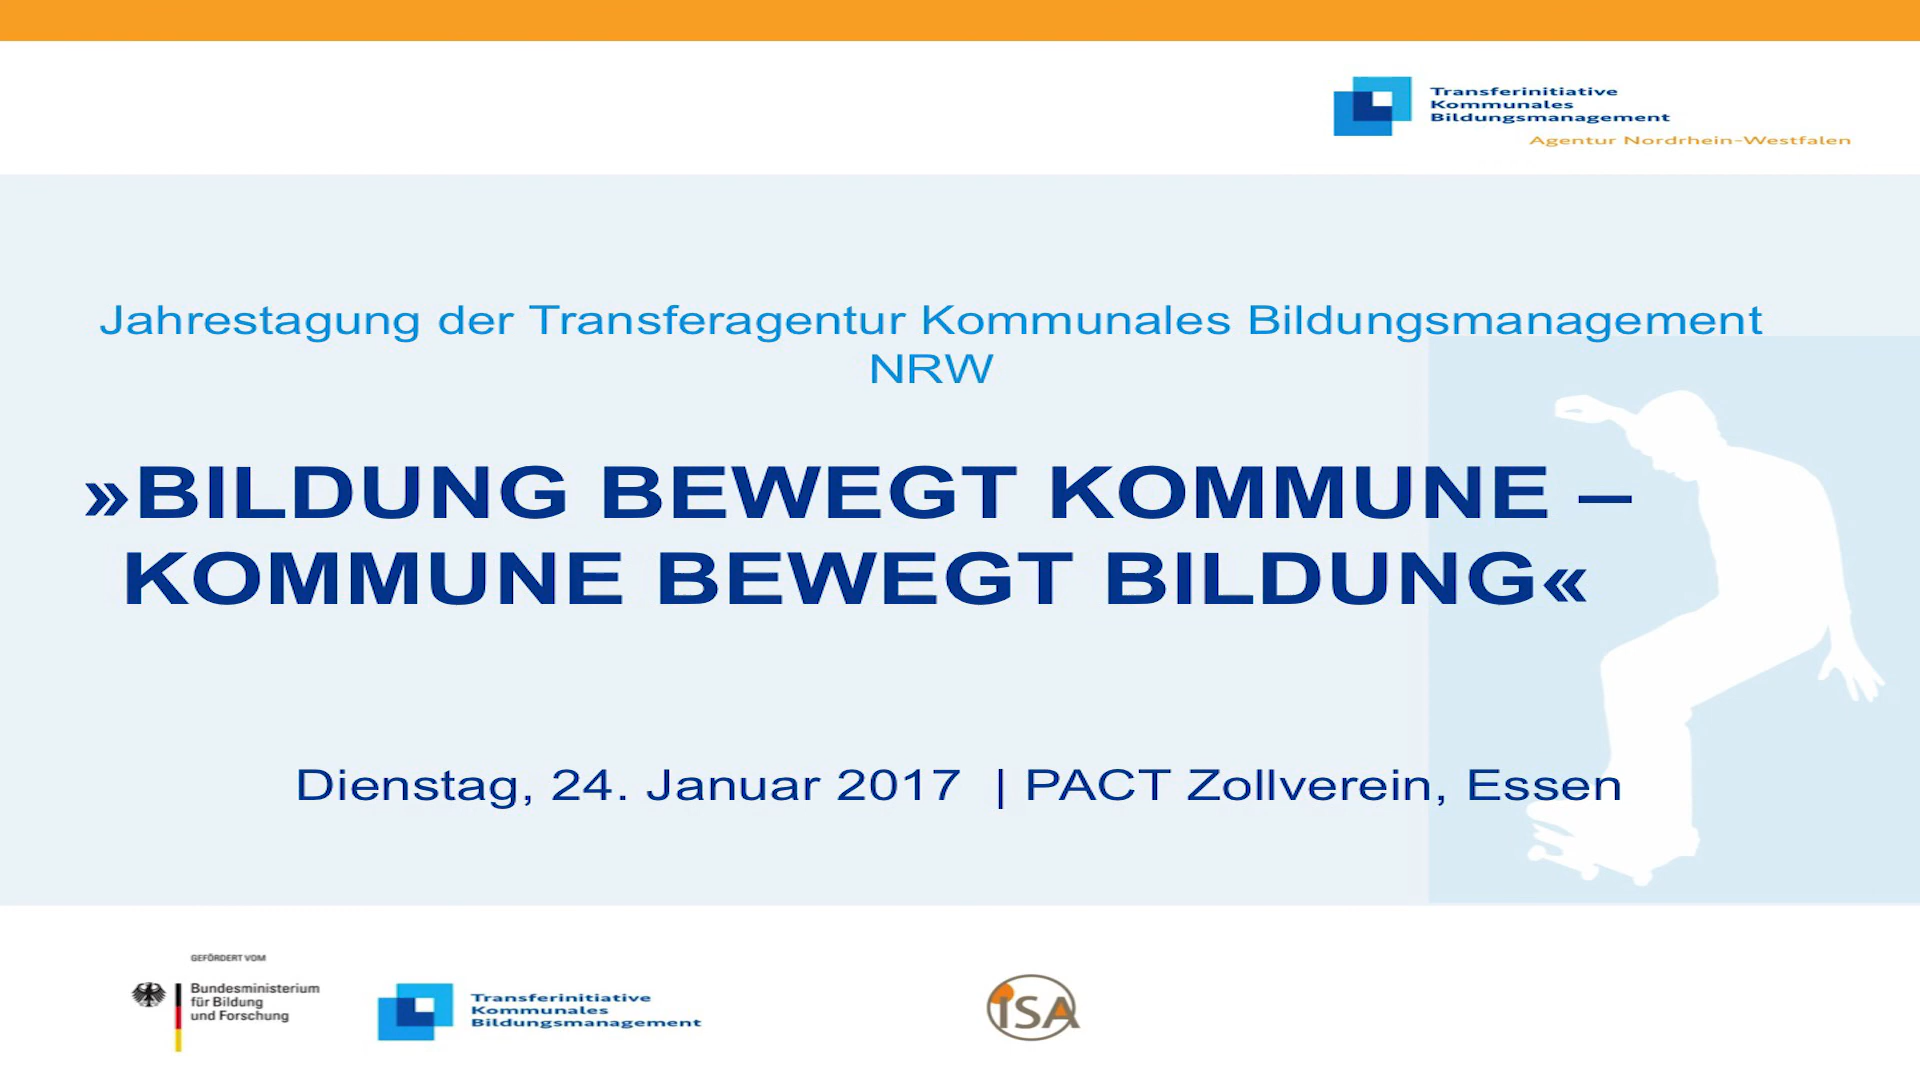 Transferinitiative
Kommunales
Bildungsmanagement
Agentur Nordrhein-Westfalen
Jahrestagung der Transferagentur Kommunales Bildungsmanagement
NRW
»BILDUNG BEWEGT KOMMUNE –
KOMMUNE BEWEGT BILDUNG«
Dienstag, 24. Januar 2017 | PACT Zollverein, Essen
GEFÖRDERT VOM
Bundesministerium
für Bildung
und Forschung
Transferinitiative
Kommunales
Bildungsmanagement
ISA